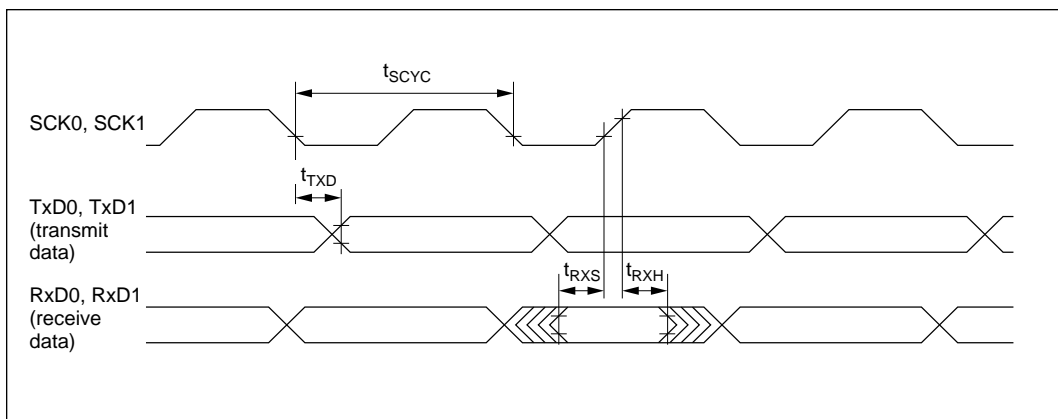 tSCYC
SCK0, SCK1
tTXD
TxD0, TxD1
(transmit
data)
tRXS
tRXH
RxD0, RxD1
(receive
data)